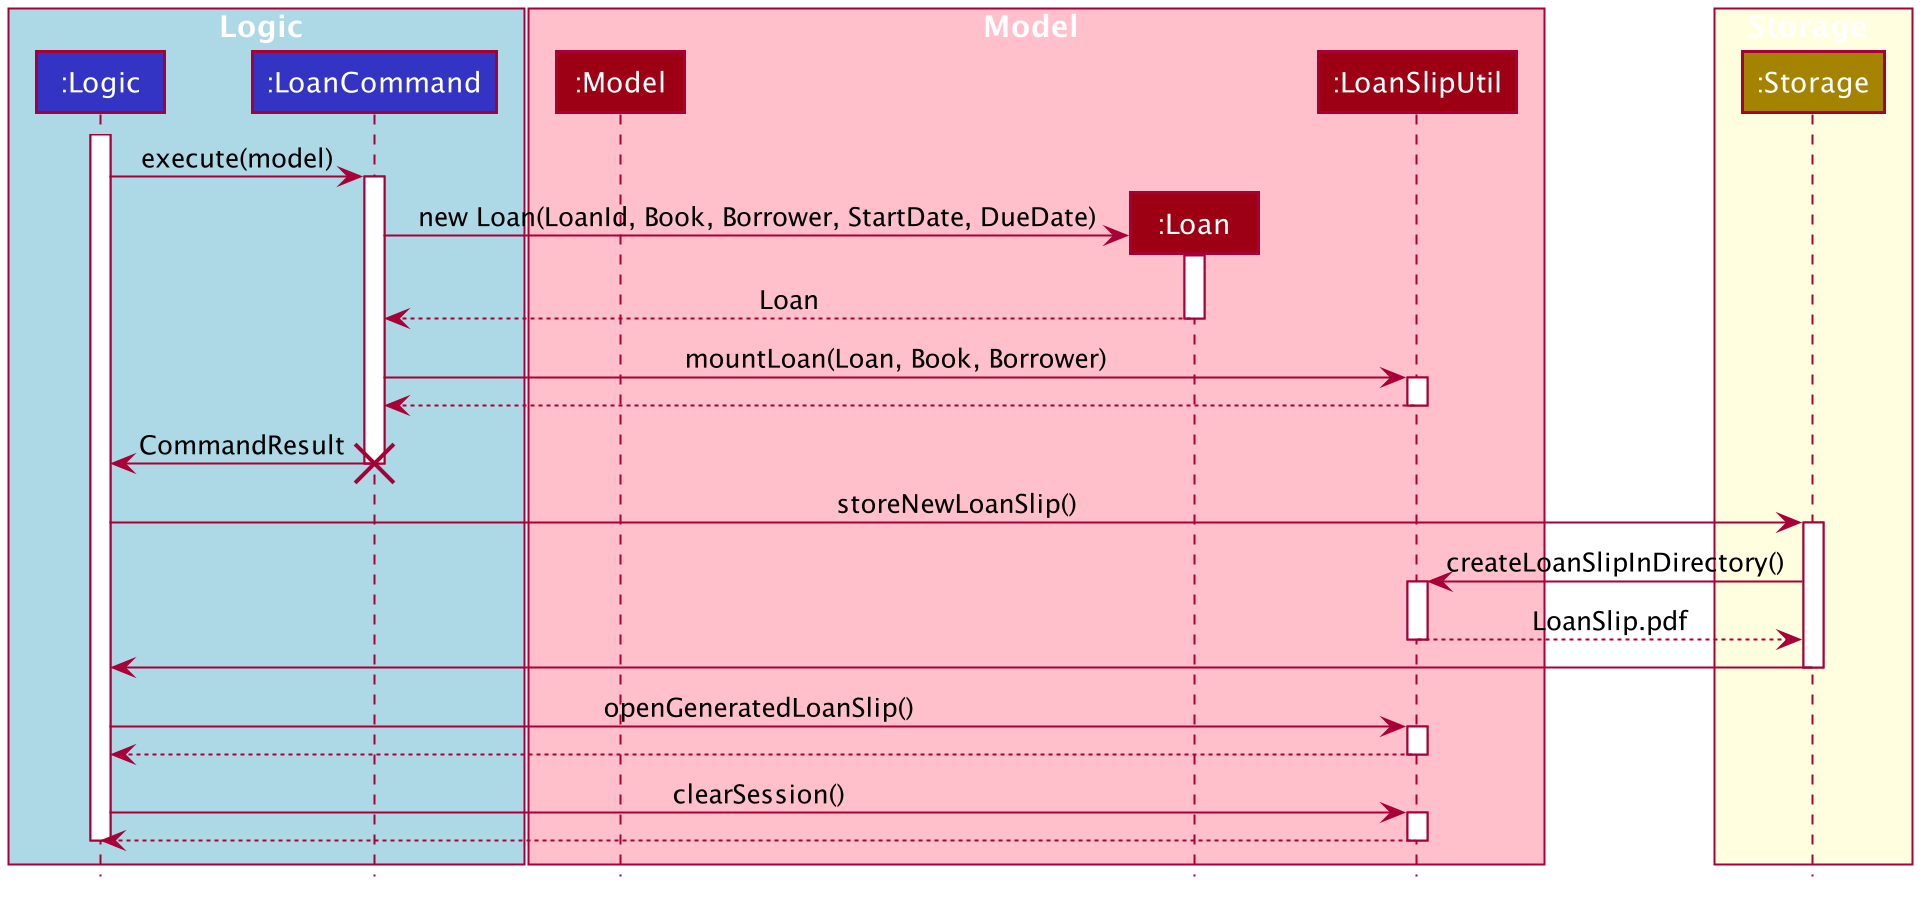 Logic
Model
Storage
:Logic
:LoanCommand
:Model
:LoanSlipUtil
:Storage
execute(model)
new Loan(LoanId, Book, Borrower, StartDate, DueDate)
:Loan
Loan
mountLoan(Loan, Book, Borrower)
CommandResult
storeNewLoanSlip()
createLoanSlipInDirectory()
LoanSlip.pdf
openGeneratedLoanSlip()
clearSession()